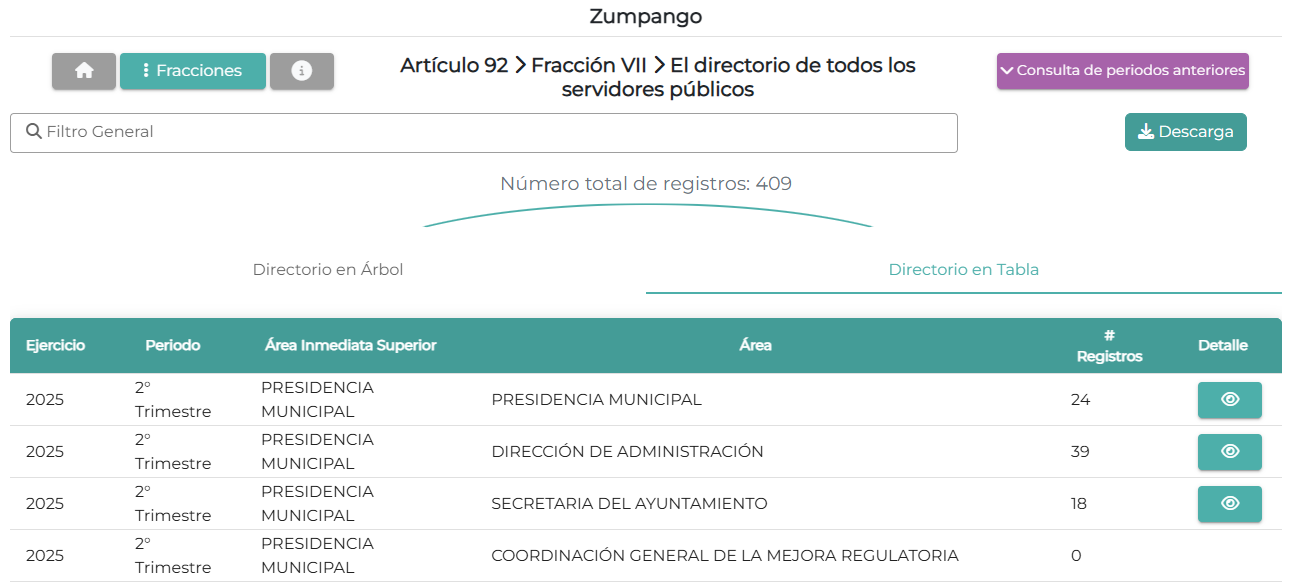 Zumpango
Fracciones
Artículo 92 > Fracción VII > El directorio de todos los
servidores públicos
Consulta de periodos anteriores
Filtro General
Descarga
Número total de registros: 409
Directorio en Árbol
Directorio en Tabla
Ejercicio Periodo Área Inmediata Superior Área # Registros Detalle
2025 2° Trimestre PRESIDENCIA MUNICIPAL PRESIDENCIA MUNICIPAL 24
2025 2° Trimestre PRESIDENCIA MUNICIPAL DIRECCIÓN DE ADMINISTRACIÓN 39
2025 2° Trimestre PRESIDENCIA MUNICIPAL SECRETARIA DEL AYUNTAMIENTO 18
2025 2° Trimestre PRESIDENCIA MUNICIPAL COORDINACIÓN GENERAL DE LA MEJORA REGULATORIA 0